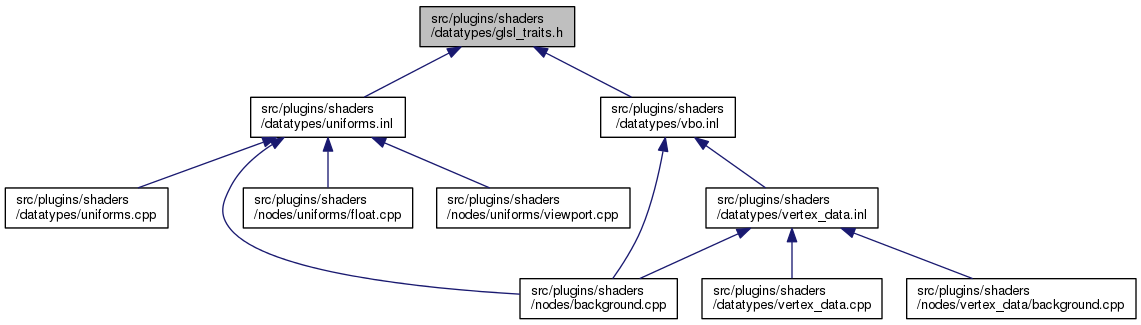 src/plugins/shaders
/datatypes/glsl_traits.h
src/plugins/shaders
/datatypes/uniforms.inl
src/plugins/shaders
/datatypes/vbo.inl
src/plugins/shaders
/datatypes/uniforms.cpp
src/plugins/shaders
/nodes/uniforms/float.cpp
src/plugins/shaders
/nodes/uniforms/viewport.cpp
src/plugins/shaders
/datatypes/vertex_data.inl
src/plugins/shaders
/nodes/background.cpp
src/plugins/shaders
/datatypes/vertex_data.cpp
src/plugins/shaders
/nodes/vertex_data/background.cpp